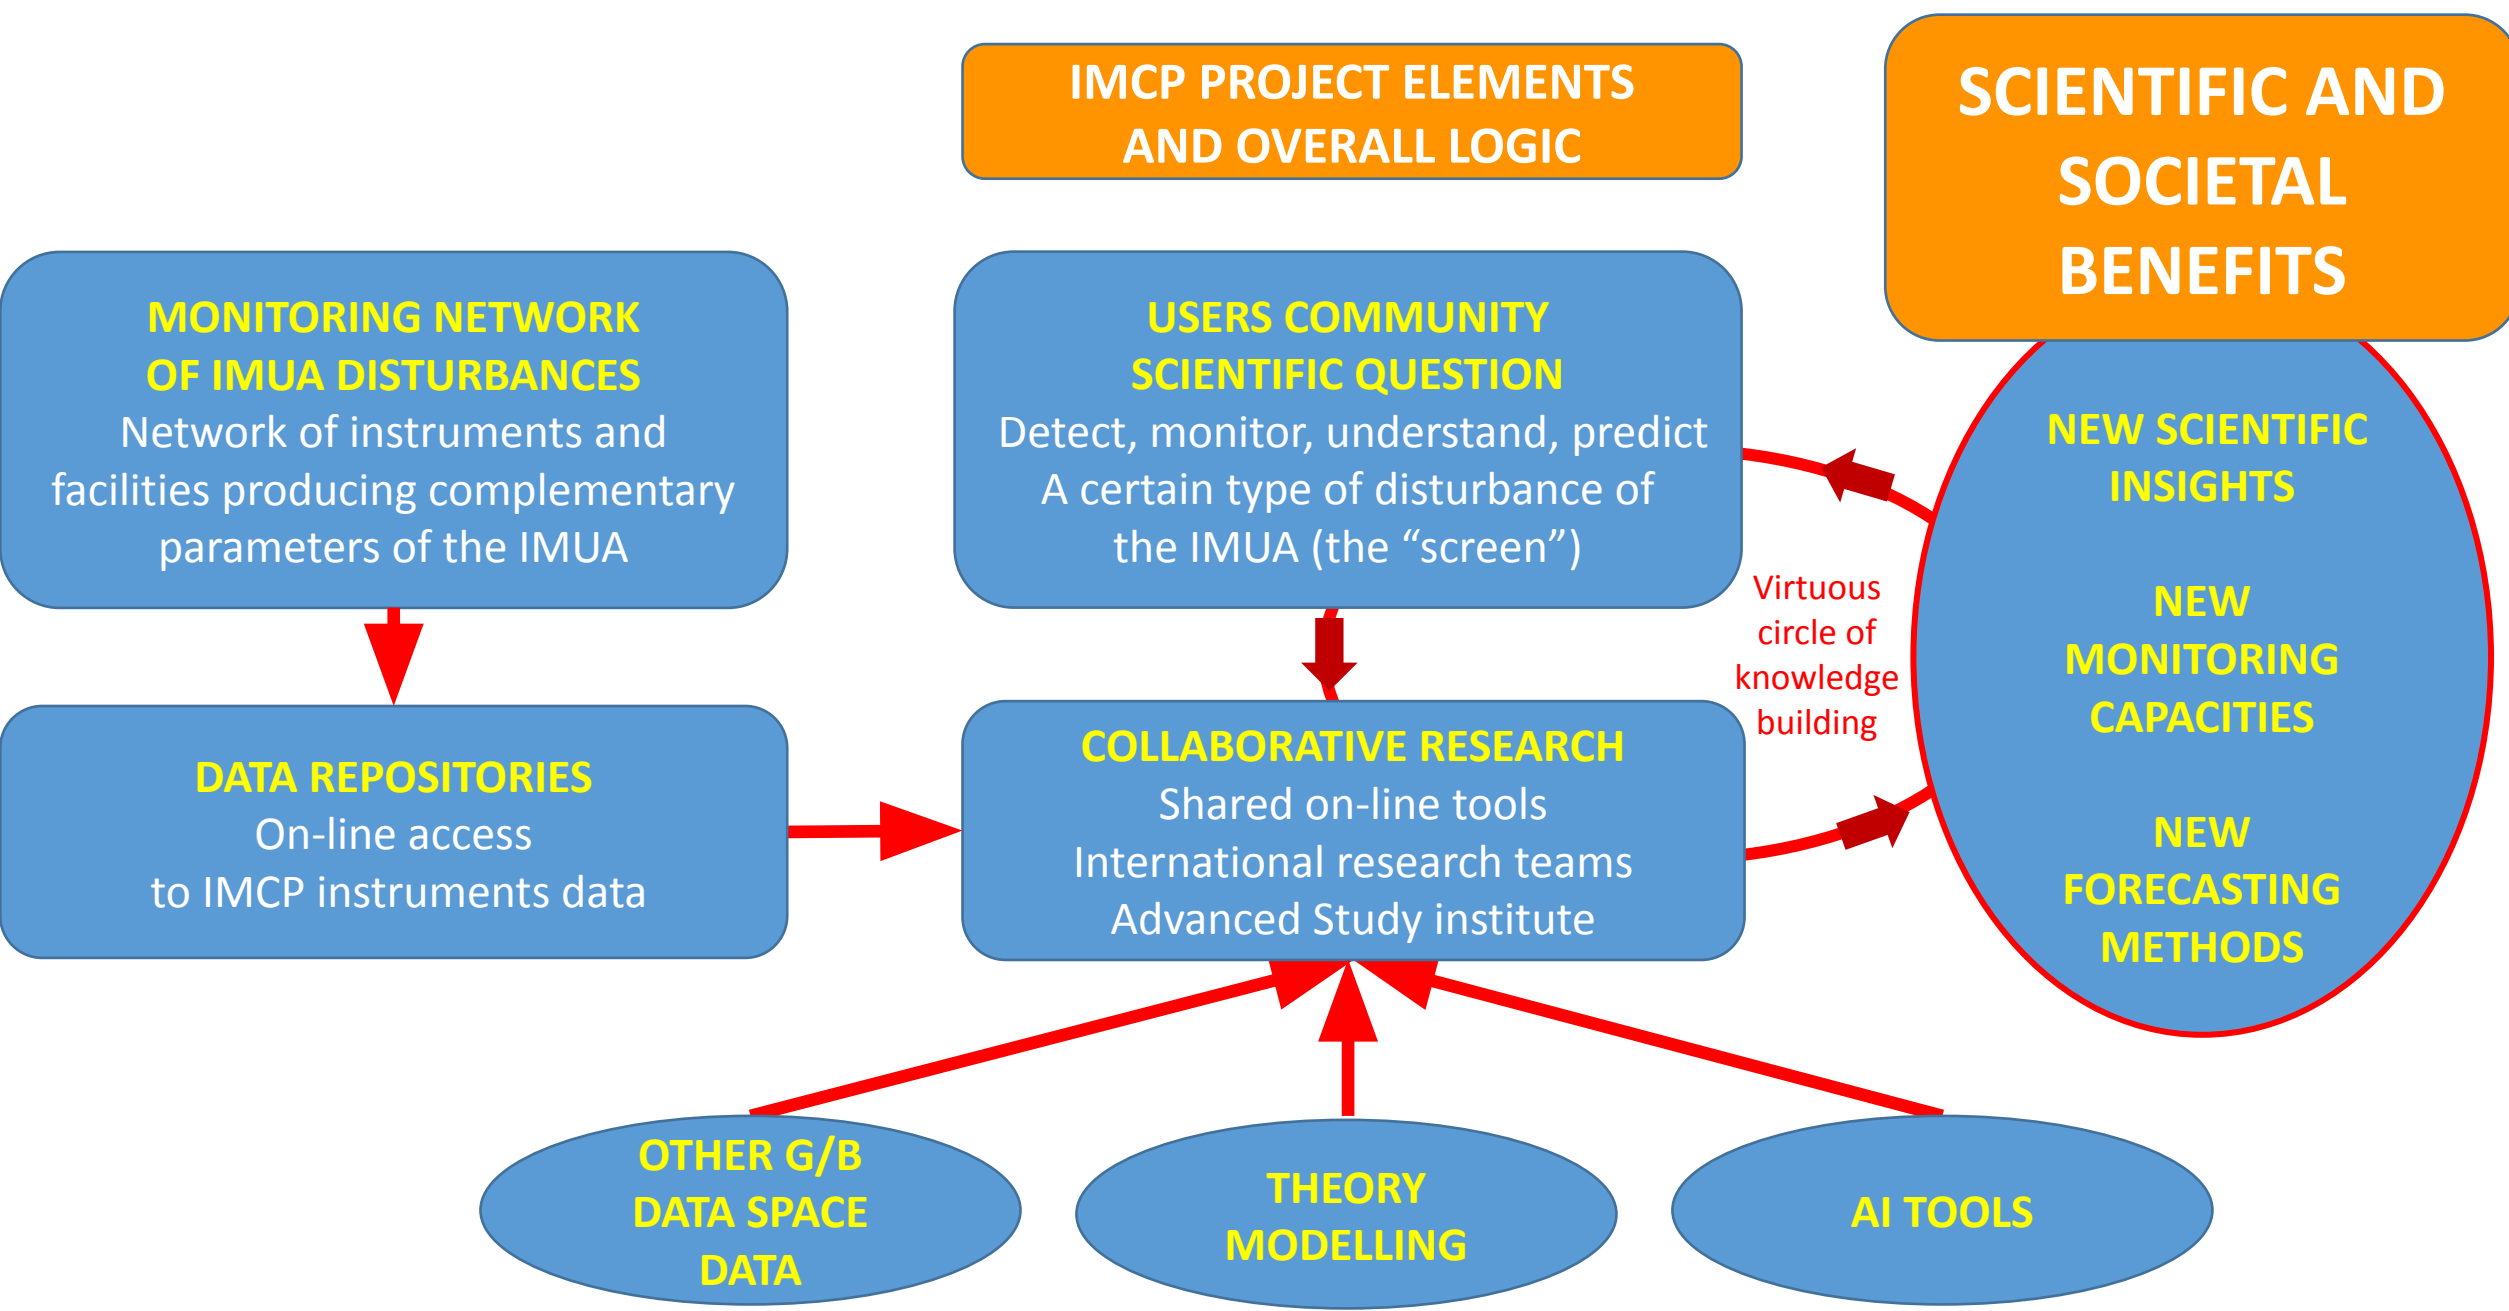 IMCP PROJECT ELEMENTS
AND OVERALL LOGIC
SCIENTIFIC AND
SOCIETAL
BENEFITS
MONITORING NETWORK
OF IMUA DISTURBANCES
Network of instruments and
facilities producing complementary
parameters of the IMUA
USERS COMMUNITY
SCIENTIFIC QUESTION
Detect, monitor, understand, predict
A certain type of disturbance of
the IMUA (the “screen”)
NEW SCIENTIFIC
INSIGHTS
NEW
MONITORING
CAPACITIES
NEW
FORECASTING
METHODS
Virtuous
circle of
knowledge
building
DATA REPOSITORIES
On-line access
to IMCP instruments data
COLLABORATIVE RESEARCH
Shared on-line tools
International research teams
Advanced Study institute
OTHER G/B
DATA SPACE
DATA
THEORY
MODELLING
AI TOOLS